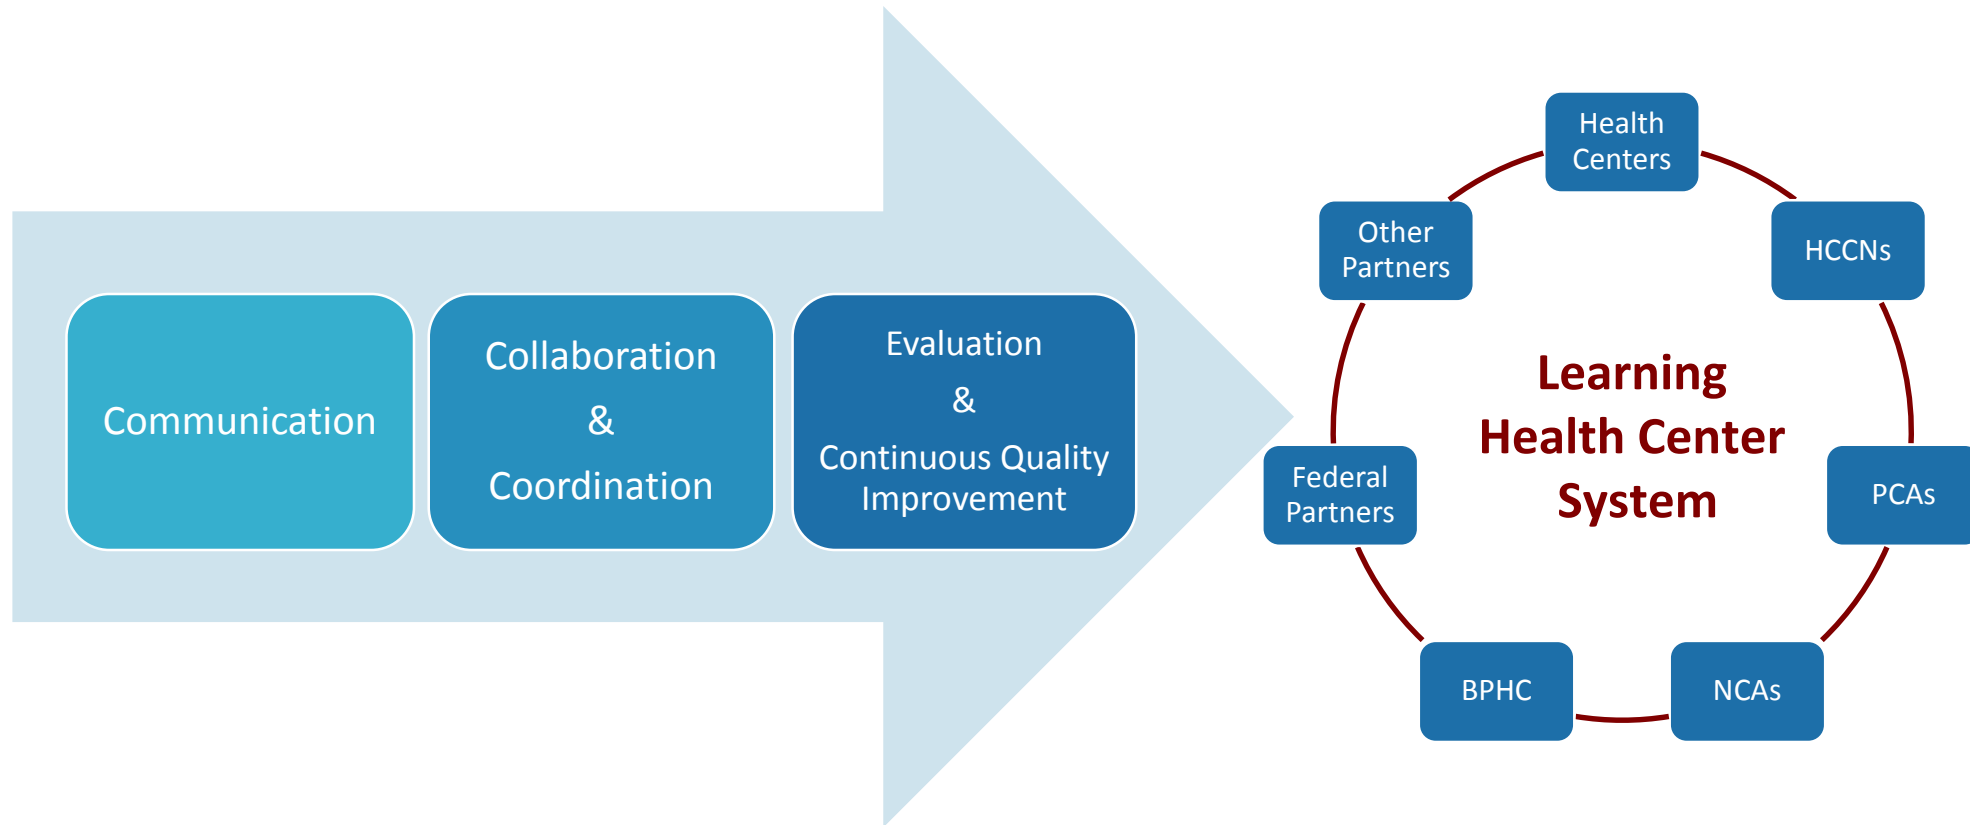 Communication
Collaboration
&
Coordination
Evaluation
&
Continuous Quality
Improvement
Health
Centers
HCCNs
PCAs
NCAs
BPHC
Federal
Partners
Other
Partners
Learning
Health Center
System